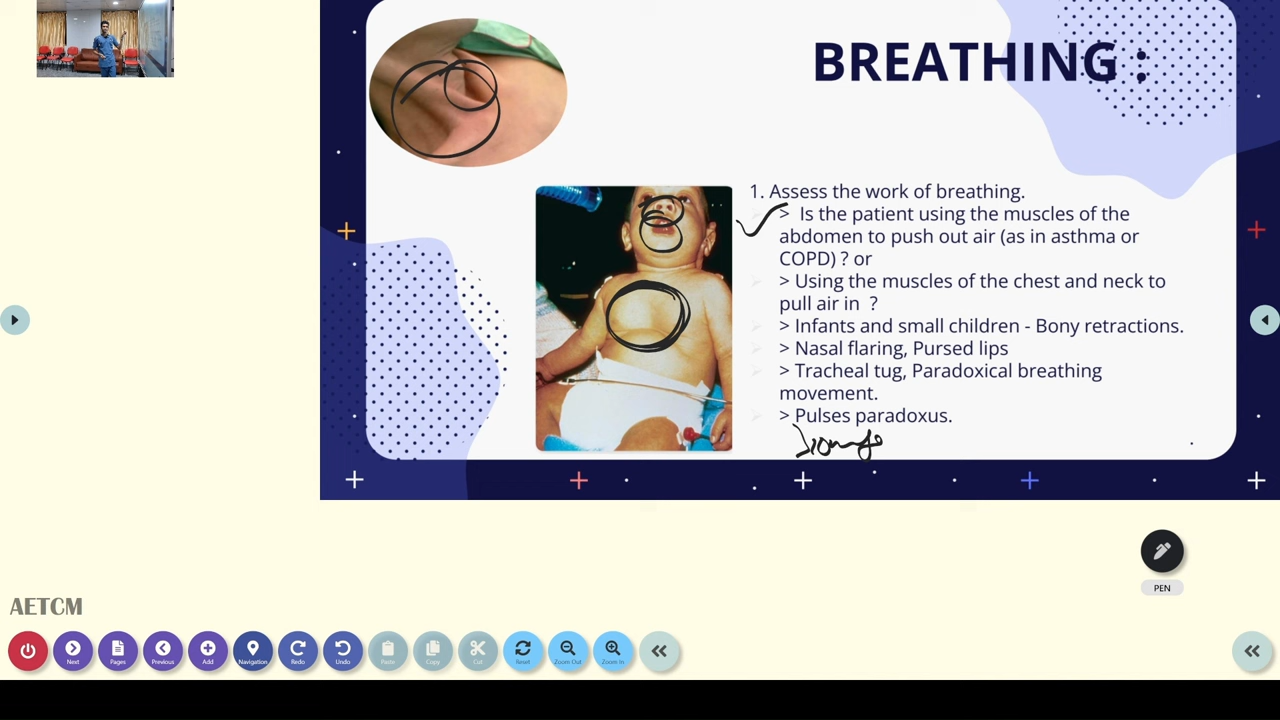 BREATHING :
1. Assess the work of breathing.
> Is the patient using the muscles of the
abdomen to push out air (as in asthma or
COPD) ? or
> Using the muscles of the chest and neck to
pull air in ?
> Infants and small children - Bony retractions.
> Nasal flaring, Pursed lips
> Tracheal tug, Paradoxical breathing
movement.
> Pulses paradoxus.
PEN
AETCM
Next
Pages
Previous
Add
Navigation
Redo
Undo
Paste
Copy
Cut
Reset
Zoom Out
Zoom In